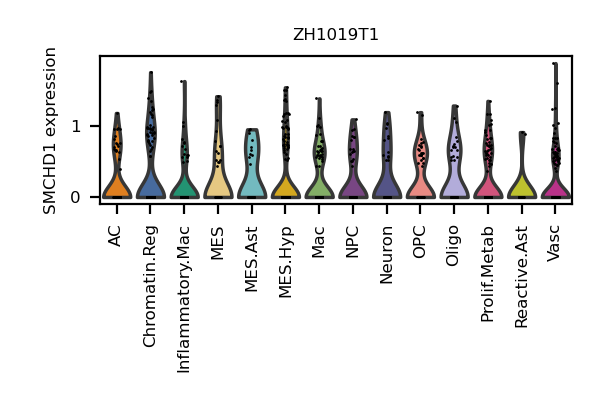 ZH1019T1
SMCHD1 expression
1
0
AC
Chromatin.Reg
Inflammatory.Mac
MES
MES.Ast
MES.Hyp
Mac
NPC
Neuron
OPC
Oligo
Prolif.Metab
Reactive.Ast
Vasc